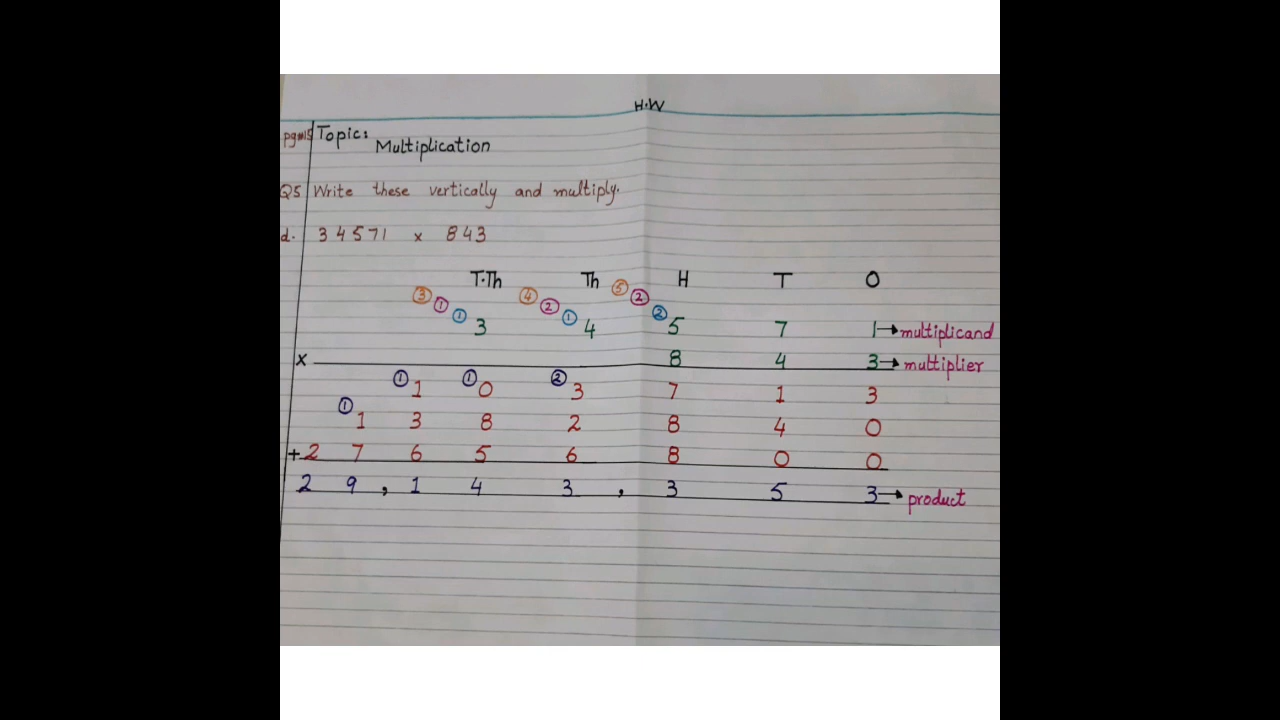 H.W
pg#15 Topic: Multiplication
Q5 Write these vertically and multiply.
d. 34571 x 843
T.Th Th H T O
3 1 1 4 2 1 5 2 2
3 4 5 7 1 → multiplicand
x 8 4 3 → multiplier
1 1 2
1 0 3 7 1 3
1
1 3 8 2 8 4 0
+ 2 7 6 5 6 8 0 0
2 9 , 1 4 3 , 3 5 3 → product